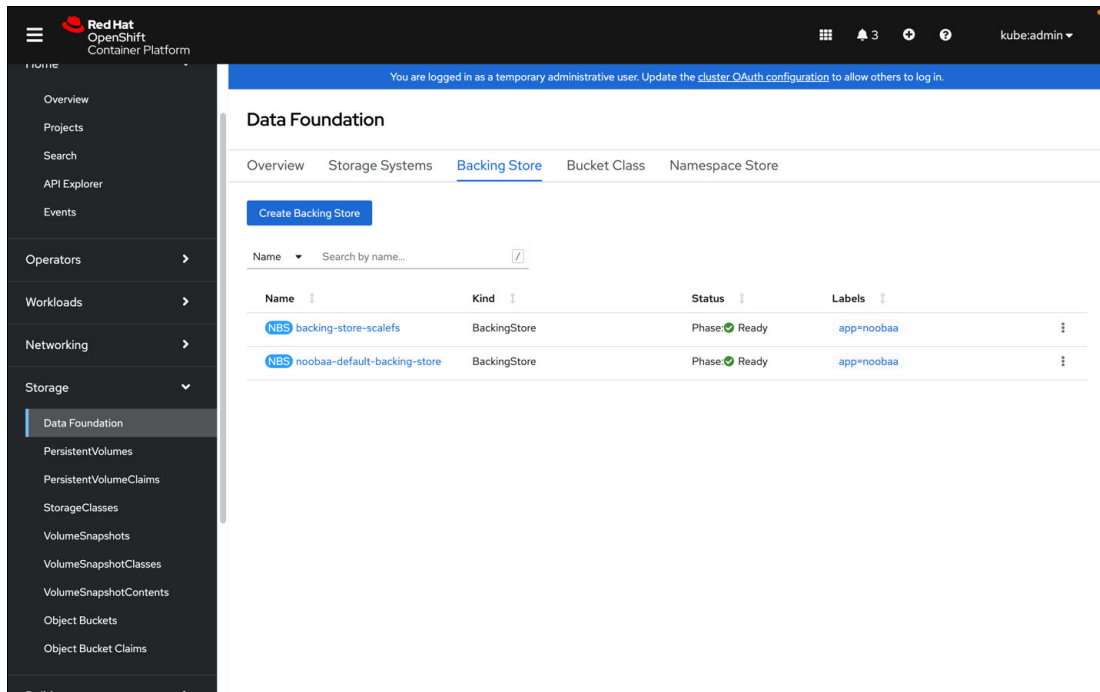 Red Hat
OpenShift
Container Platform
3
kube:admin
You are logged in as a temporary administrative user. Update the cluster OAuth configuration to allow others to log in.
Home
Overview
Projects
Search
API Explorer
Events
Operators
Workloads
Networking
Storage
Data Foundation
PersistentVolumes
PersistentVolumeClaims
StorageClasses
VolumeSnapshots
VolumeSnapshotClasses
VolumeSnapshotContents
Object Buckets
Object Bucket Claims
Data Foundation
Overview Storage Systems Backing Store Bucket Class Namespace Store
Create Backing Store
Name Search by name... /
Name Kind Status Labels
NBS backing-store-scalefs BackingStore Phase: Ready app=noobaa
NBS noobaa-default-backing-store BackingStore Phase: Ready app=noobaa